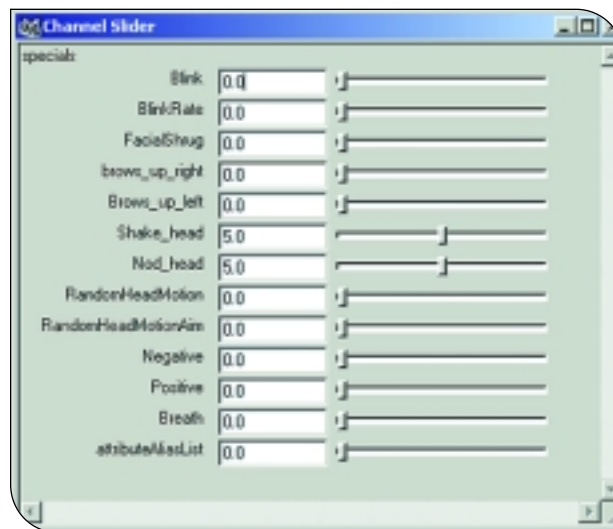 Channel Slider
specials
Blink 0.0
BlinkRate 0.0
FacialShrug 0.0
brows_up_right 0.0
Brows_up_left 0.0
Shake_head 5.0
Nod_head 5.0
RandomHeadMotion 0.0
RandomHeadMotionAim 0.0
Negative 0.0
Positive 0.0
Breath 0.0
attributeAliasList 0.0